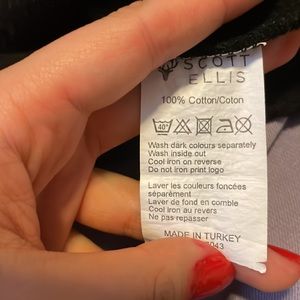 SCOTT
ELLIS
100% Cotton/Coton
40°
Wash dark colours separately
Wash inside out
Cool iron on reverse
Do not iron print logo
Laver les couleurs foncées
séparément
Laver de fond en comble
Cool iron au revers
Ne pas repasser
MADE IN TURKEY